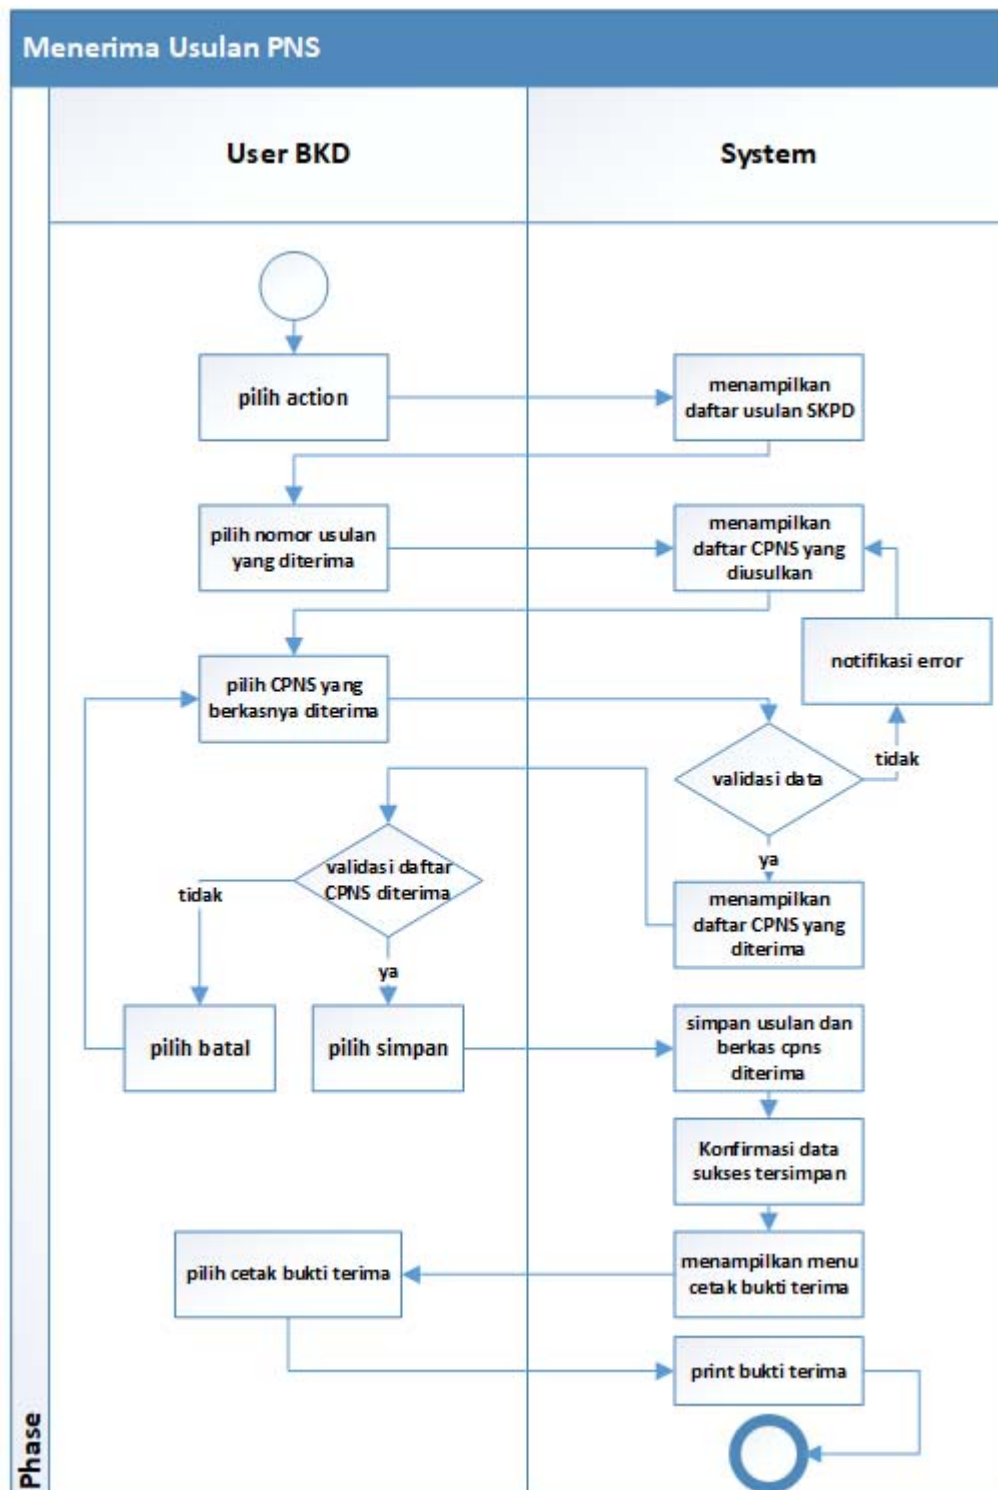 Menerima Usulan PNS
User BKD
System
pilih action
menampilkan
daftar usulan SKPD
pilih nomor usulan
yang diterima
menampilkan
daftar CPNS yang
diusulkan
notifikasi error
pilih CPNS yang
berkasnya diterima
validasi data
tidak
ya
validasi daftar
CPNS diterima
tidak
ya
menampilkan
daftar CPNS yang
diterima
pilih batal
pilih simpan
simpan usulan dan
berkas cpns
diterima
Konfirmasi data
sukses tersimpan
pilih cetak bukti terima
menampilkan menu
cetak bukti terima
print bukti terima
Phase